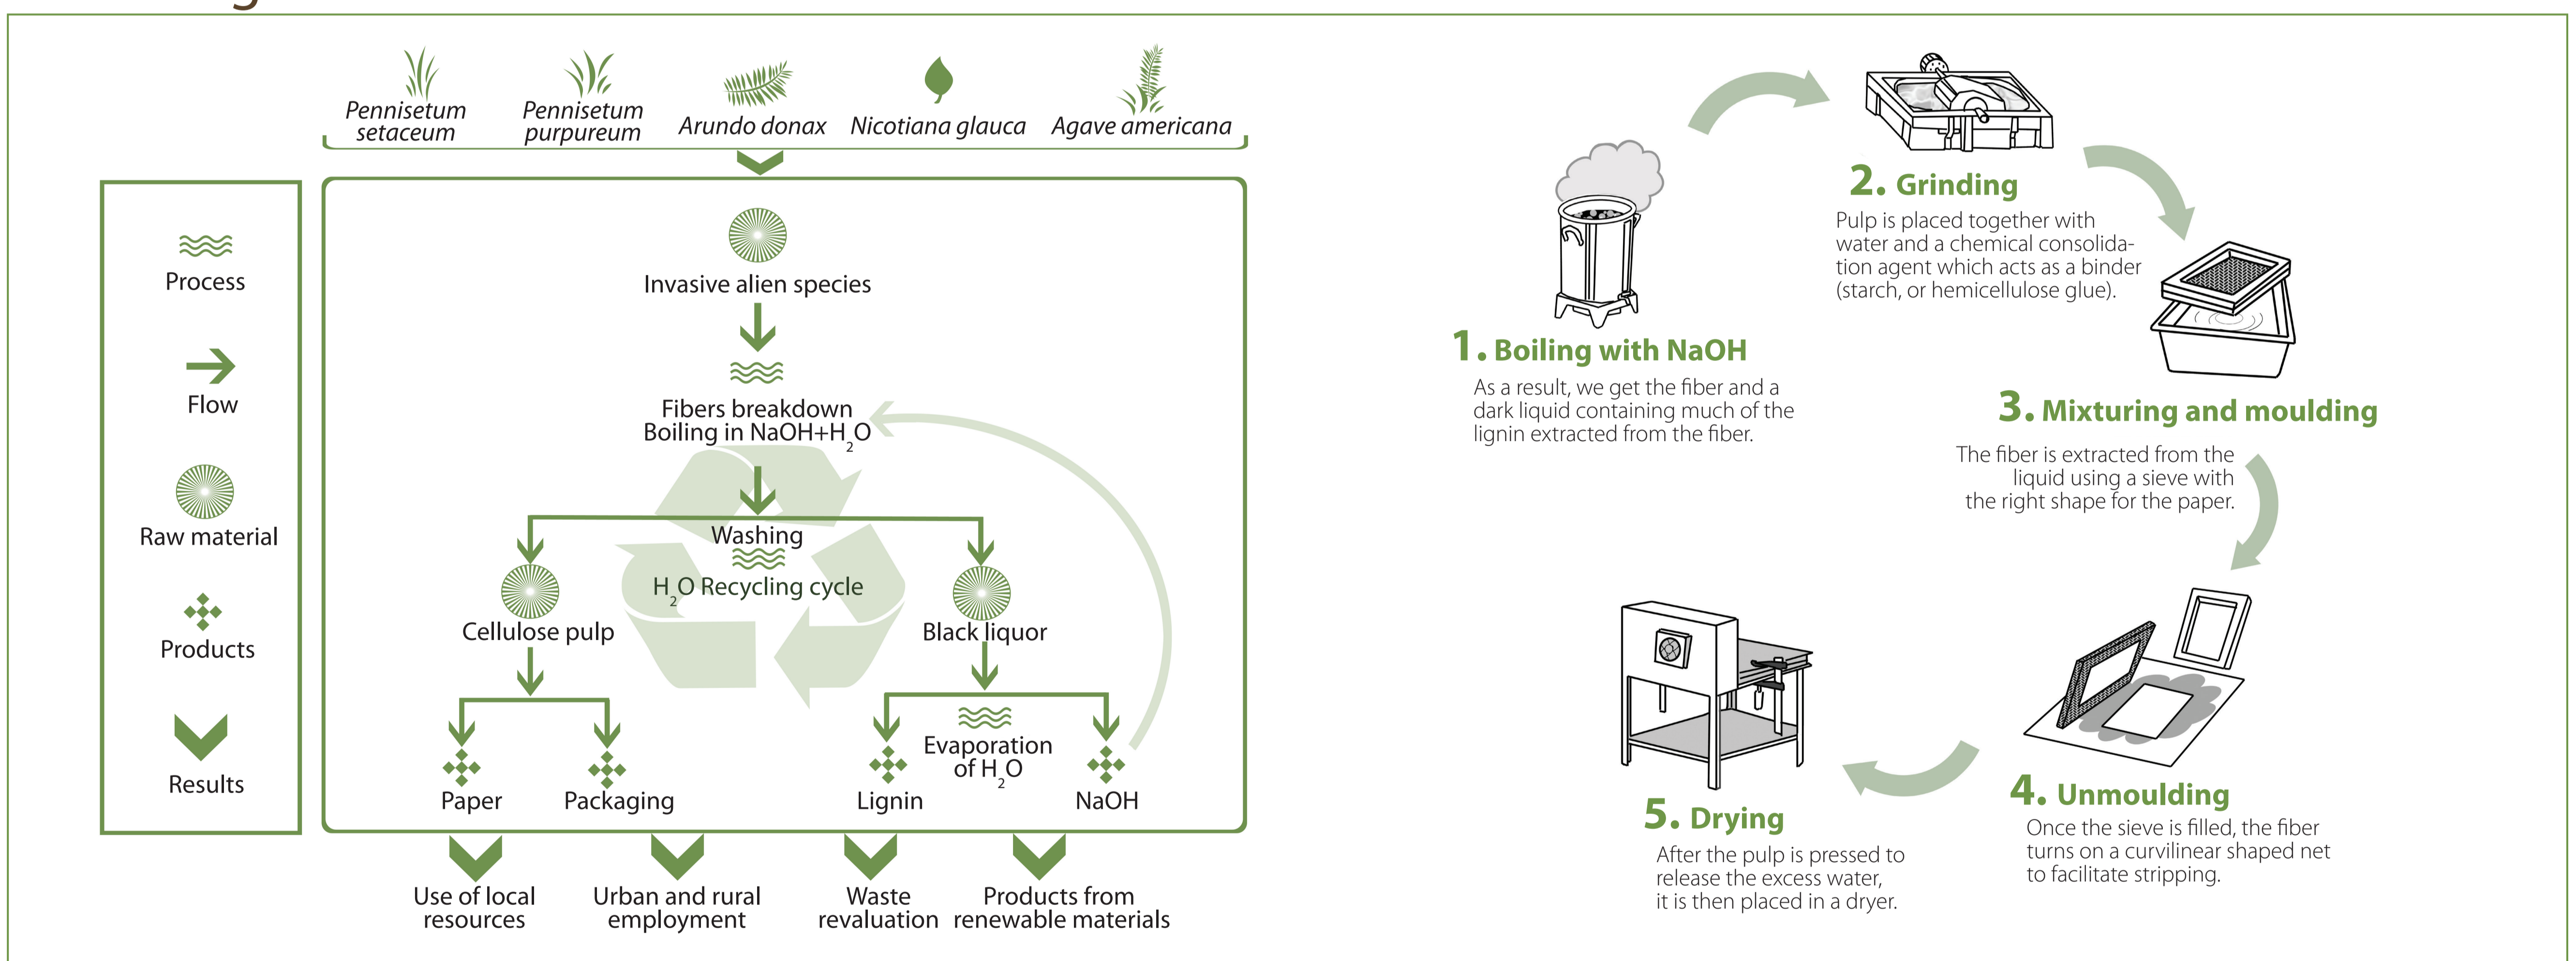 Pennisetum
setaceum
Pennisetum
purpureum
Arundo donax
Nicotiana glauca
Agave americana
Process
Flow
Raw material
Products
Results
Invasive alien species
Fibers breakdown
Boiling in NaOH+H₂O
Washing
H₂O Recycling cycle
Cellulose pulp
Black liquor
Evaporation
of H₂O
Paper
Packaging
Lignin
NaOH
Use of local
resources
Urban and rural
employment
Waste
revaluation
Products from
renewable materials
1. Boiling with NaOH
As a result, we get the fiber and a
dark liquid containing much of the
lignin extracted from the fiber.
2. Grinding
Pulp is placed together with
water and a chemical consolida-
tion agent which acts as a binder
(starch, or hemicellulose glue).
3. Mixturing and moulding
The fiber is extracted from the
liquid using a sieve with
the right shape for the paper.
4. Unmoulding
Once the sieve is filled, the fiber
turns on a curvilinear shaped net
to facilitate stripping.
5. Drying
After the pulp is pressed to
release the excess water,
it is then placed in a dryer.